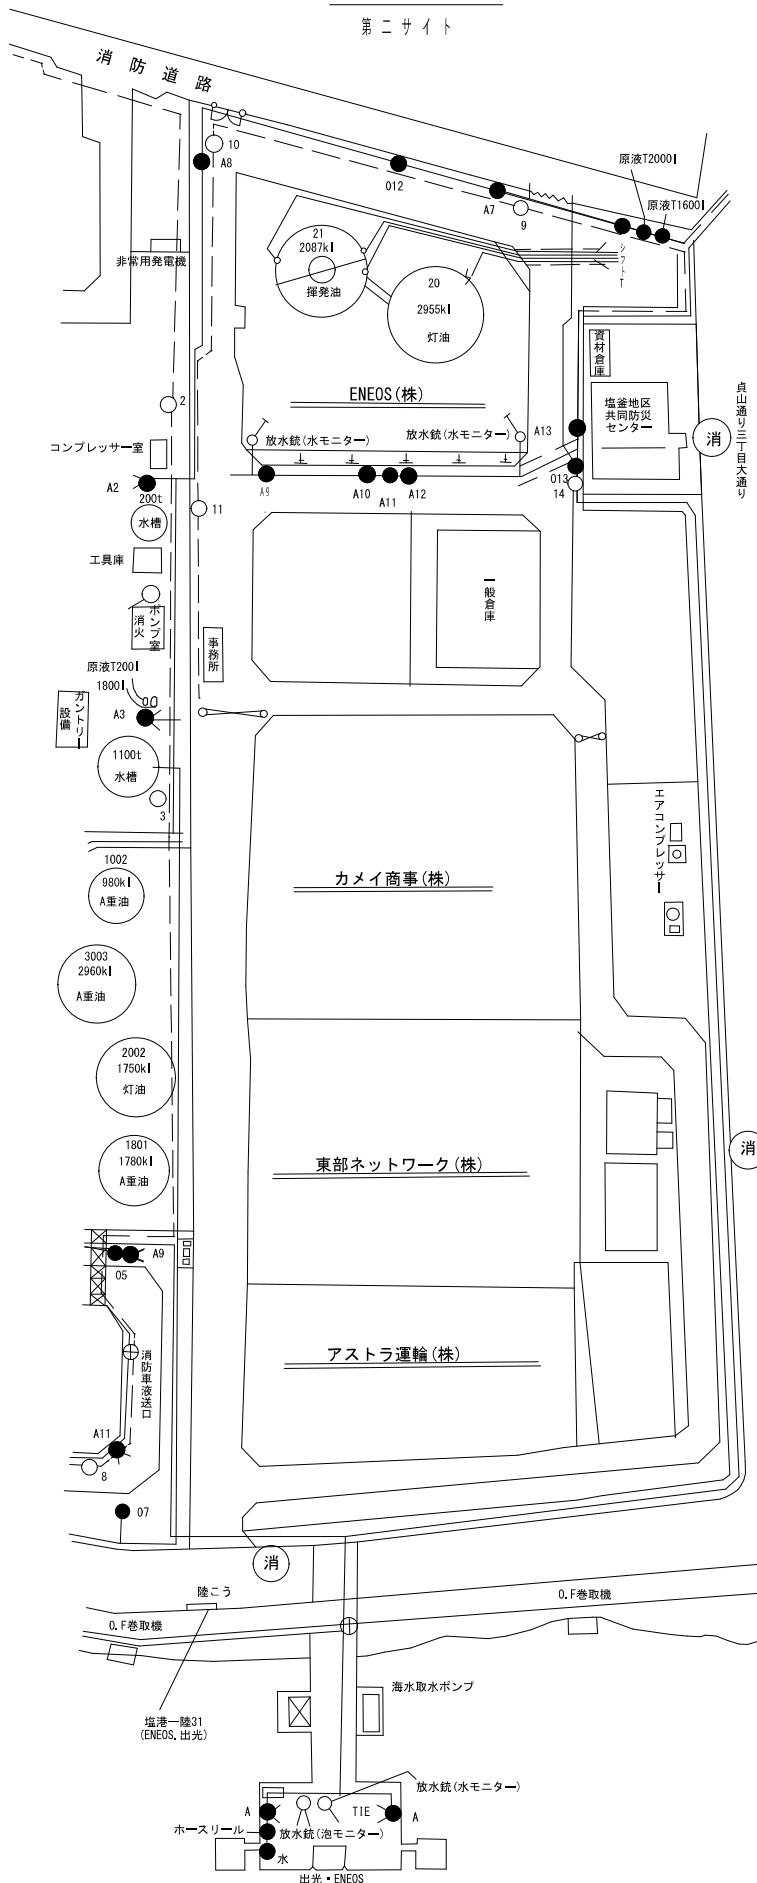 第二サイト
消防道路
10
A8
012
A7
9
原液T2000l
原液T1600l
シフトT
非常用発電機
21
2087kl
揮発油
20
2955kl
灯油
資材倉庫
ENEOS(株)
塩釜地区
共同防災
センター
消
貞山通り三丁目大通り
2
放水銃(水モニター)
放水銃(水モニター)
A13
コンプレッサー室
A2
200t
水槽
A9
A10
A11
A12
013
14
11
工具庫
一般倉庫
消火
ポンプ室
事務所
原液T200l
1800l
ガントリー
設備
A3
1100t
水槽
3
エアコンプレッサー
1002
980kl
A重油
カメイ商事(株)
3003
2960kl
A重油
2002
1750kl
灯油
1801
1780kl
A重油
東部ネットワーク(株)
消
A9
05
消防車液送口
アストラ運輸(株)
A11
8
07
消
陸こう
O.F巻取機
O.F巻取機
海水取水ポンプ
塩港一陸31
(ENEOS.出光)
放水銃(水モニター)
A
TIE
A
ホースリール
放水銃(泡モニター)
水
出光・ENEOS